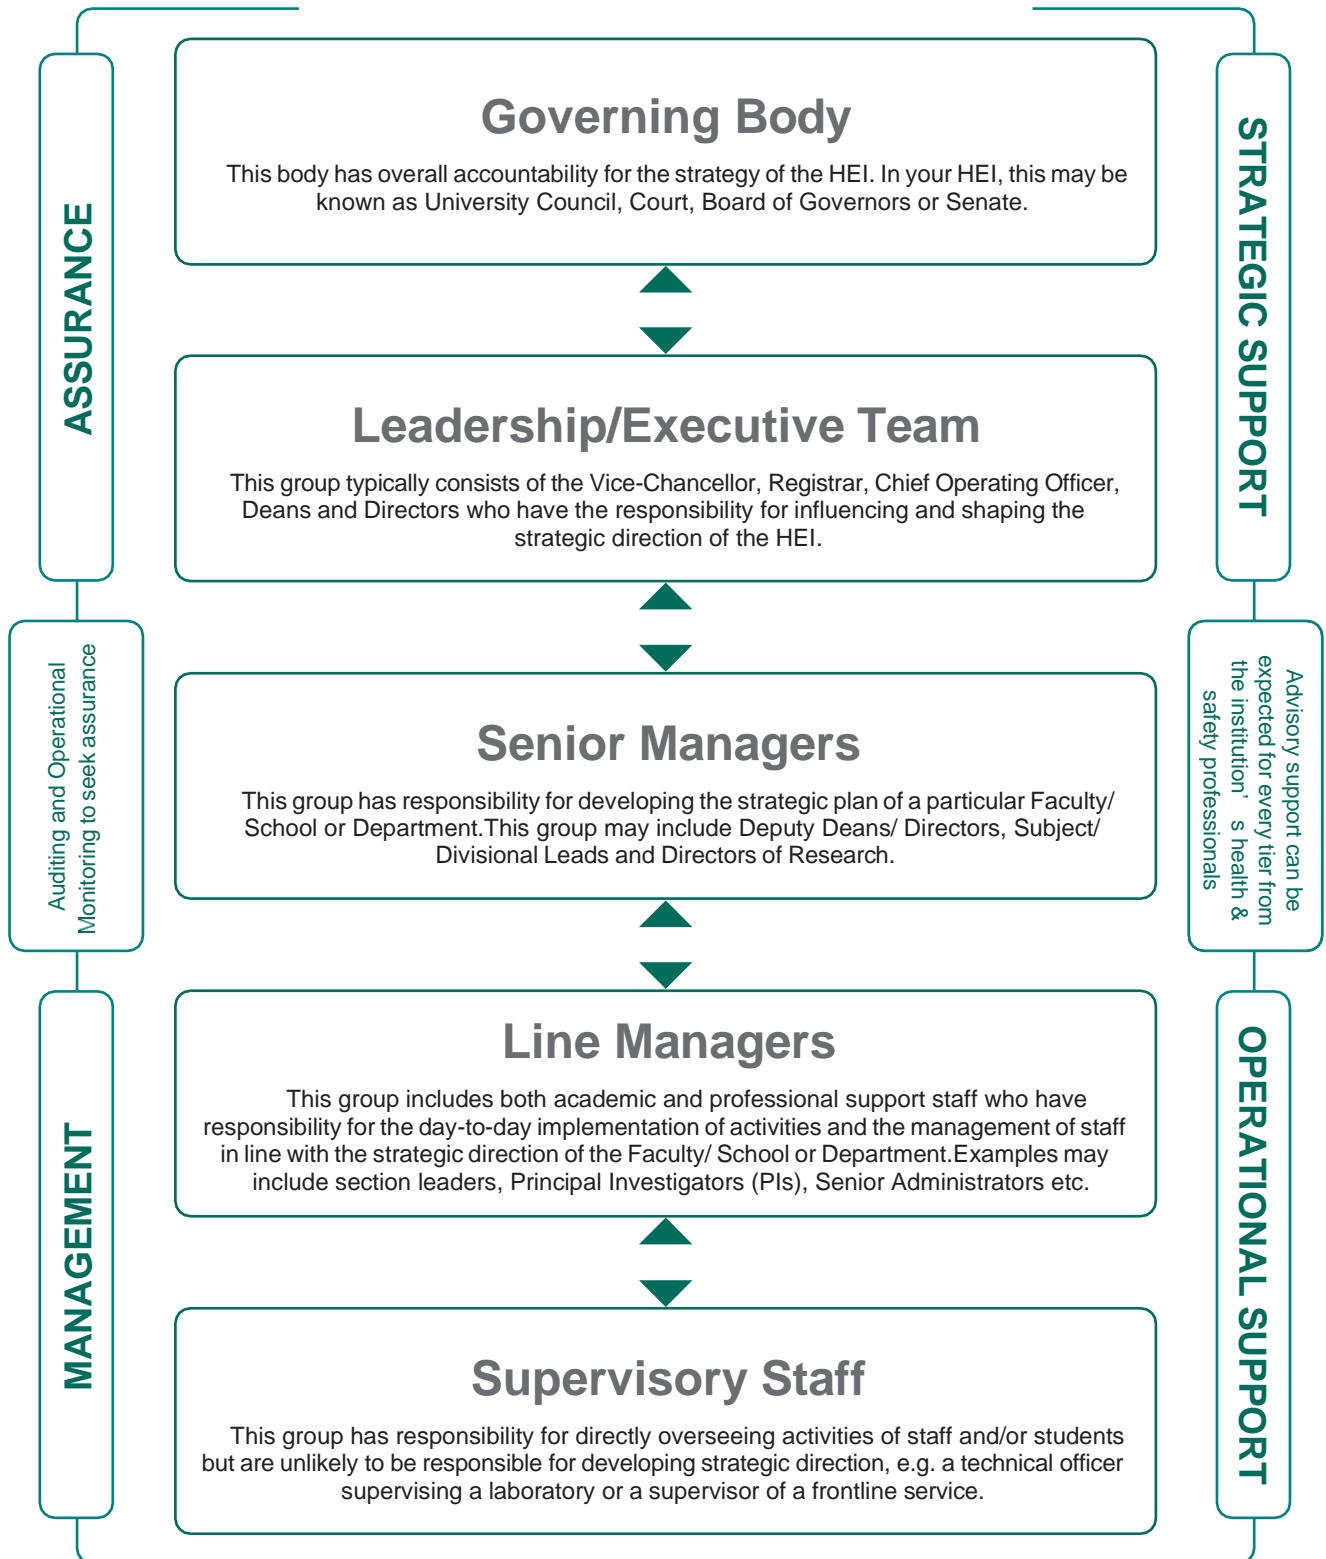 ASSURANCE
Auditing and Operational
Monitoring to seek assurance
MANAGEMENT
Governing Body
This body has overall accountability for the strategy of the HEI. In your HEI, this may be
known as University Council, Court, Board of Governors or Senate.
Leadership/Executive Team
This group typically consists of the Vice-Chancellor, Registrar, Chief Operating Officer,
Deans and Directors who have the responsibility for influencing and shaping the
strategic direction of the HEI.
Senior Managers
This group has responsibility for developing the strategic plan of a particular Faculty/
School or Department.This group may include Deputy Deans/ Directors, Subject/
Divisional Leads and Directors of Research.
Line Managers
This group includes both academic and professional support staff who have
responsibility for the day-to-day implementation of activities and the management of staff
in line with the strategic direction of the Faculty/ School or Department.Examples may
include section leaders, Principal Investigators (PIs), Senior Administrators etc.
Supervisory Staff
This group has responsibility for directly overseeing activities of staff and/or students
but are unlikely to be responsible for developing strategic direction, e.g. a technical officer
supervising a laboratory or a supervisor of a frontline service.
STRATEGIC SUPPORT
Advisory support can be
expected for every tier from
the institution’ s health &
safety professionals
OPERATIONAL SUPPORT